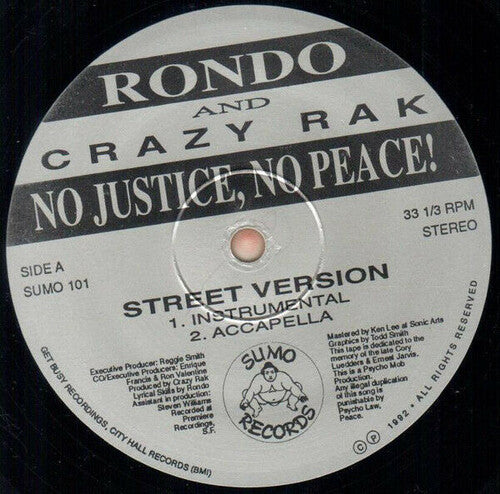 RONDO
AND
CRAZY RAK
NO JUSTICE, NO PEACE!
SIDE A
SUMO 101
33 1/3 RPM
STEREO
STREET VERSION
1. INSTRUMENTAL
2. ACCAPELLA
Executive Producer: Reggie Smith
CO/Executive Producers: Enrique
Francis & Ron Valenzine
Produced by Crazy Rak
Lyrical Skills by Rondo
Assistant in production:
Steven Williams
Recorded at
Premiere
Recordings.
S.F.
SUMO
RECORDS
Mastered by Ken Lee at Sonic Arts
Graphics by Todd Smith
This tape is dedicated to the
memory of the late Cory
Luedders & Ernest Jarvis.
This is a Psycho Mob
Production.
Any illegal duplication
of this song is
punishable by
Psycho Law,
Peace.
GET BUSY RECORDINGS, CITY HALL RECORDS (BMI)
© ℗ 1992 • ALL RIGHTS RESERVED